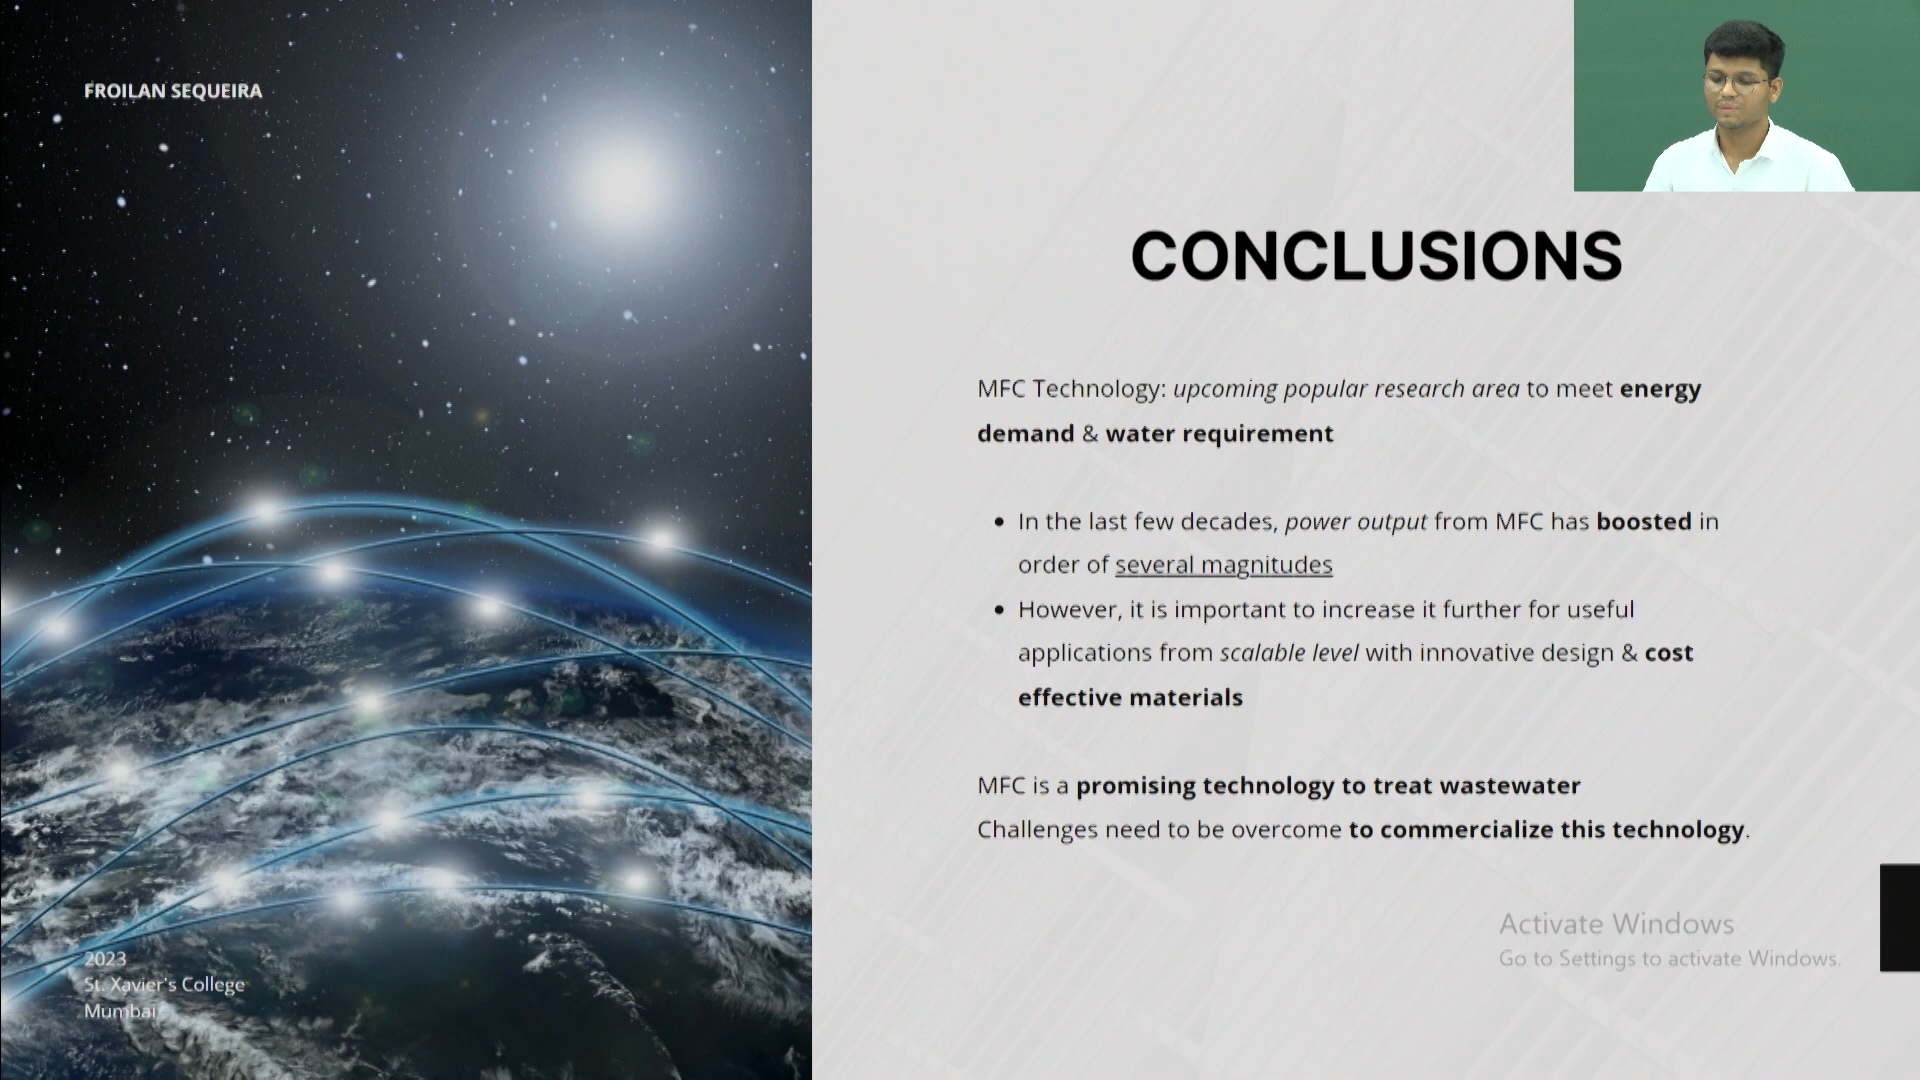 FROILAN SEQUEIRA
CONCLUSIONS
MFC Technology: upcoming popular research area to meet energy
demand & water requirement
• In the last few decades, power output from MFC has boosted in
order of several magnitudes
• However, it is important to increase it further for useful
applications from scalable level with innovative design & cost
effective materials
MFC is a promising technology to treat wastewater
Challenges need to be overcome to commercialize this technology.
Activate Windows
Go to Settings to activate Windows.
2023
St. Xavier's College
Mumbai